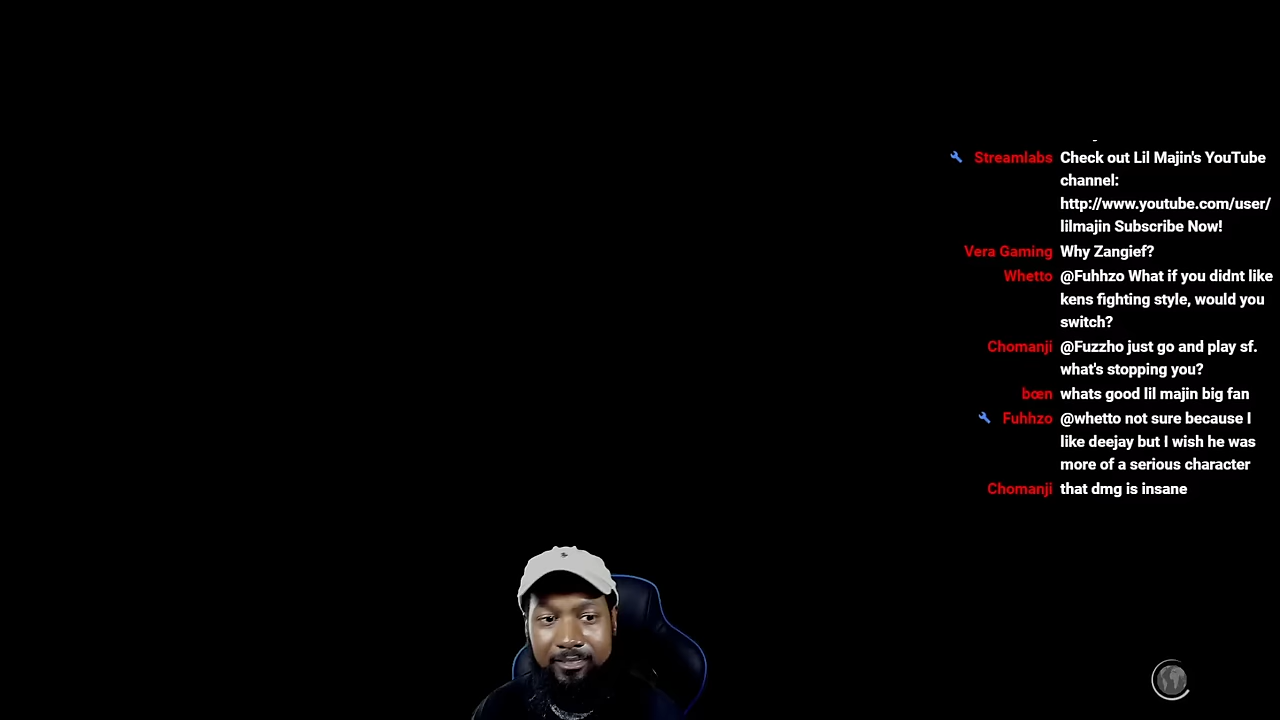 Streamlabs Check out Lil Majin's YouTube
channel:
http://www.youtube.com/user/
lilmajin Subscribe Now!
Vera Gaming Why Zangief?
Whetto @Fuhhzo What if you didnt like
kens fighting style, would you
switch?
Chomanji @Fuzzho just go and play sf.
what's stopping you?
bœn whats good lil majin big fan
Fuhhzo @whetto not sure because I
like deejay but I wish he was
more of a serious character
Chomanji that dmg is insane